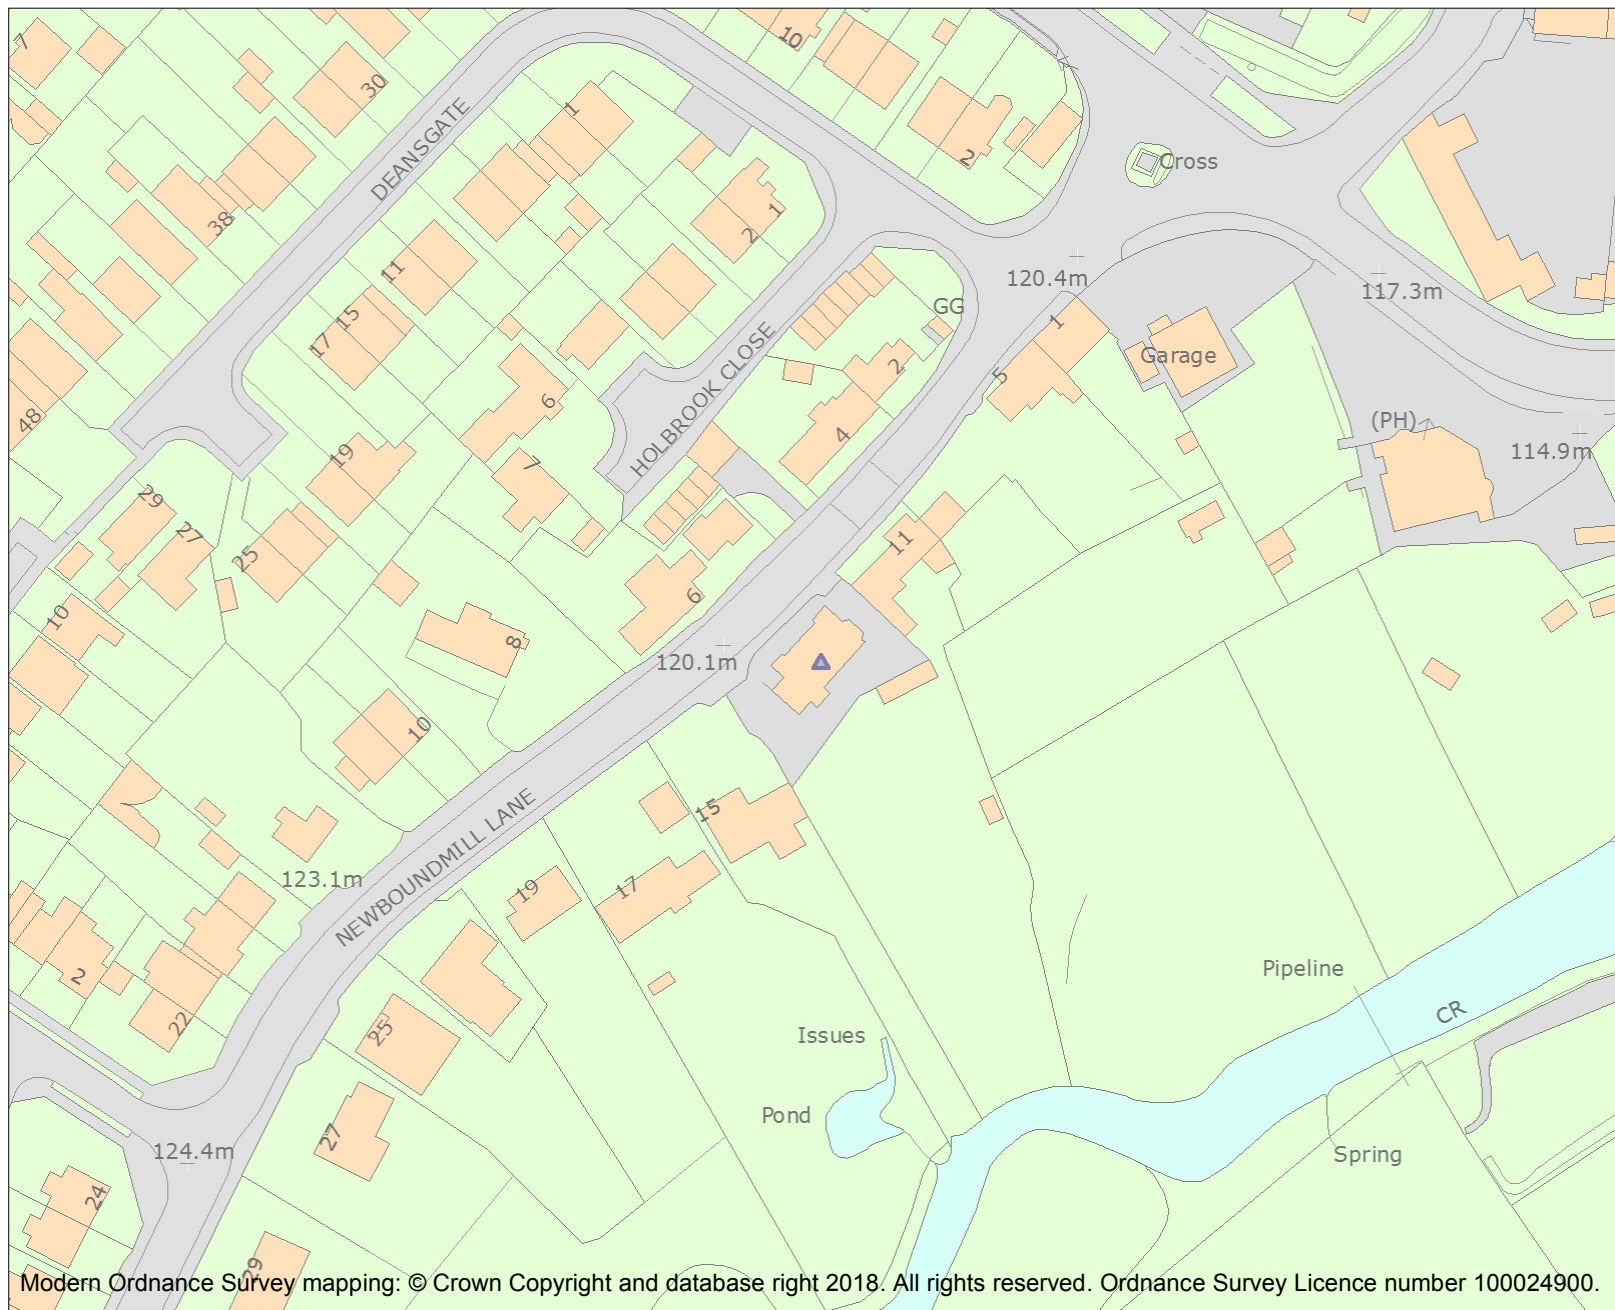 7
10
30
1
DEANSGATE
2
Cross
38
1
2
11
120.4m
117.3m
GG
15
17
1
Garage
HOLBROOK CLOSE
2
5
6
48
(PH)
4
114.9m
19
7
29
27
11
25
10
6
8
120.1m
10
15
NEWBOUNDMILL LANE
123.1m
17
19
2
Pipeline
CR
22
25
Issues
Pond
27
124.4m
Spring
24
29
Modern Ordnance Survey mapping: © Crown Copyright and database right 2018. All rights reserved. Ordnance Survey Licence number 100024900.